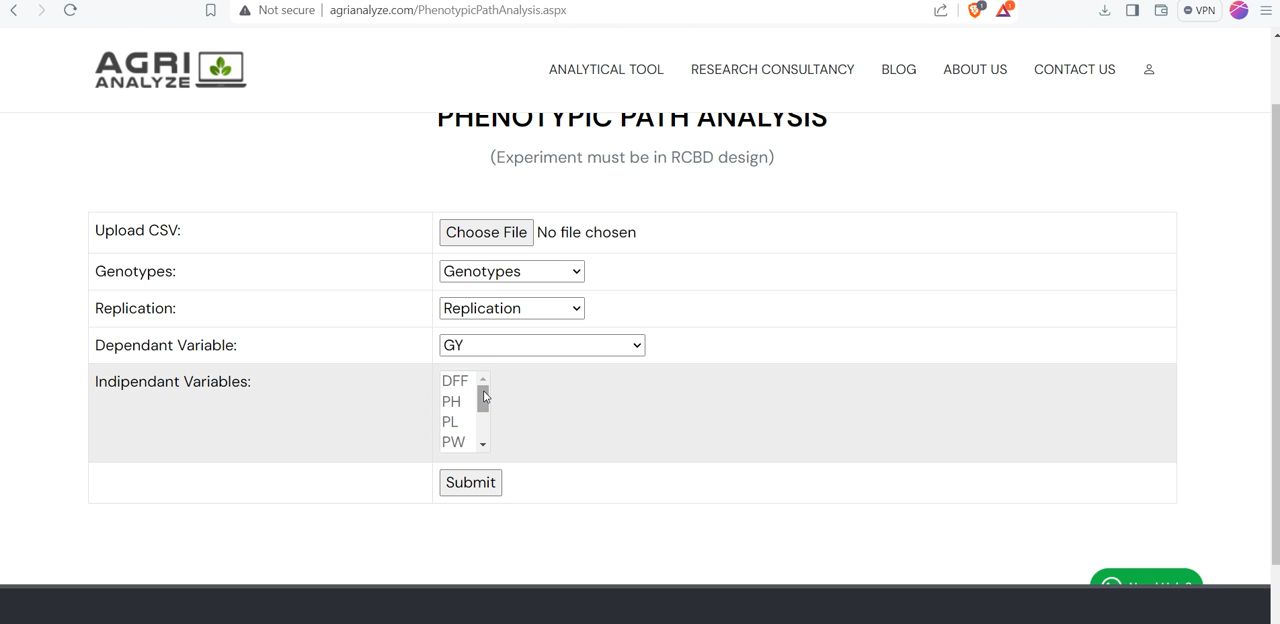 Not secure | agrianalyze.com/PhenotypicPathAnalysis.aspx
1
1
VPN
AGRI
ANALYZE
ANALYTICAL TOOL
RESEARCH CONSULTANCY
BLOG
ABOUT US
CONTACT US
PHENOTYPIC PATH ANALYSIS
(Experiment must be in RCBD design)
Upload CSV:
Choose File No file chosen
Genotypes:
Genotypes
Replication:
Replication
Dependant Variable:
GY
Indipendant Variables:
DFF
PH
PL
PW
Submit